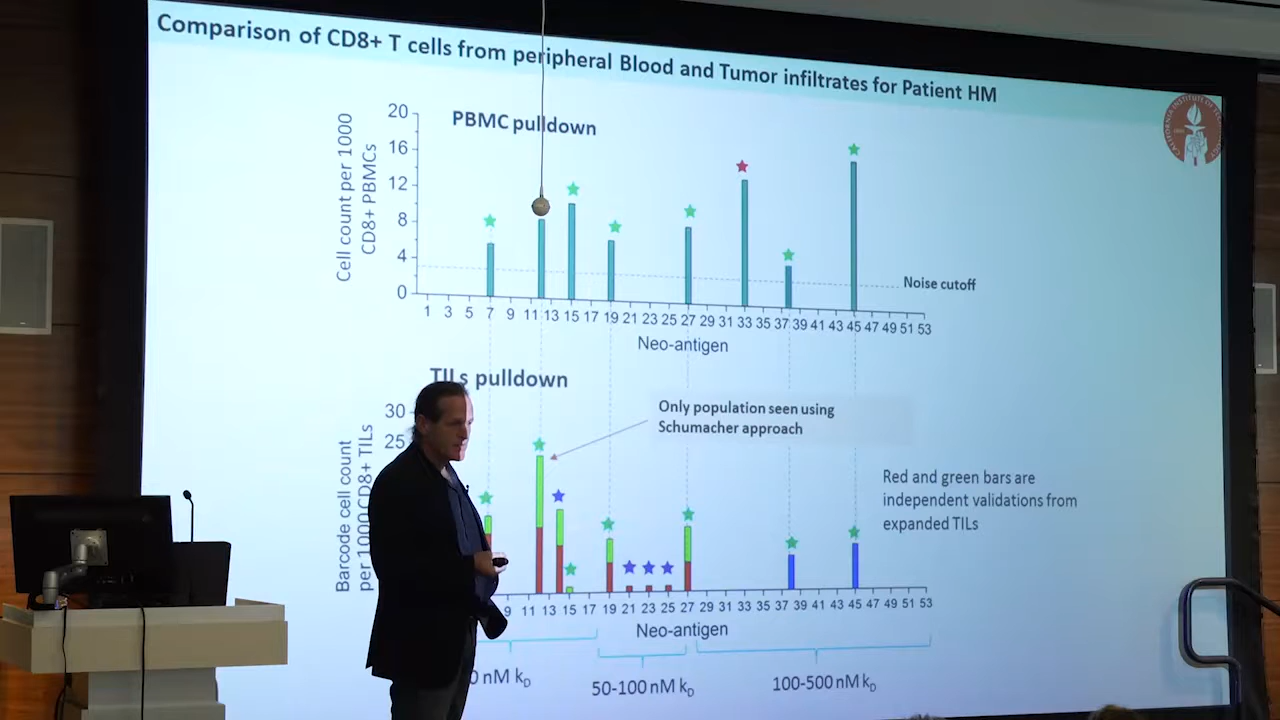 Comparison of CD8+ T cells from peripheral Blood and Tumor infiltrates for Patient HM
PBMC pulldown
Cell count per 1000
CD8+ PBMCs
20
16
12
8
4
0
Noise cutoff
1 3 5 7 9 11 13 15 17 19 21 23 25 27 29 31 33 35 37 39 41 43 45 47 49 51 53
Neo-antigen
TILs pulldown
Barcode cell count
per 1000 CD8+ TILs
30
25
Only population seen using
Schumacher approach
Red and green bars are
independent validations from
expanded TILs
9 11 13 15 17 19 21 23 25 27 29 31 33 35 37 39 41 43 45 47 49 51 53
Neo-antigen
0 nM kD
50-100 nM kD
100-500 nM kD